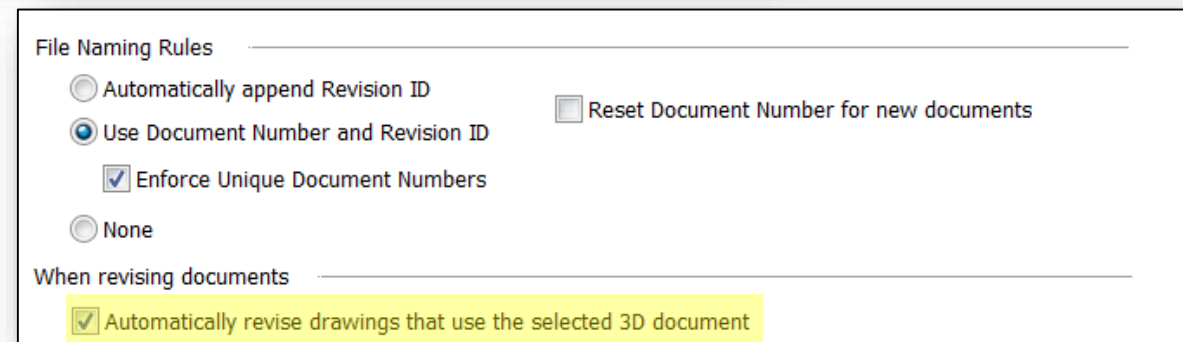 File Naming Rules
Automatically append Revision ID
Reset Document Number for new documents
Use Document Number and Revision ID
Enforce Unique Document Numbers
None
When revising documents
Automatically revise drawings that use the selected 3D document